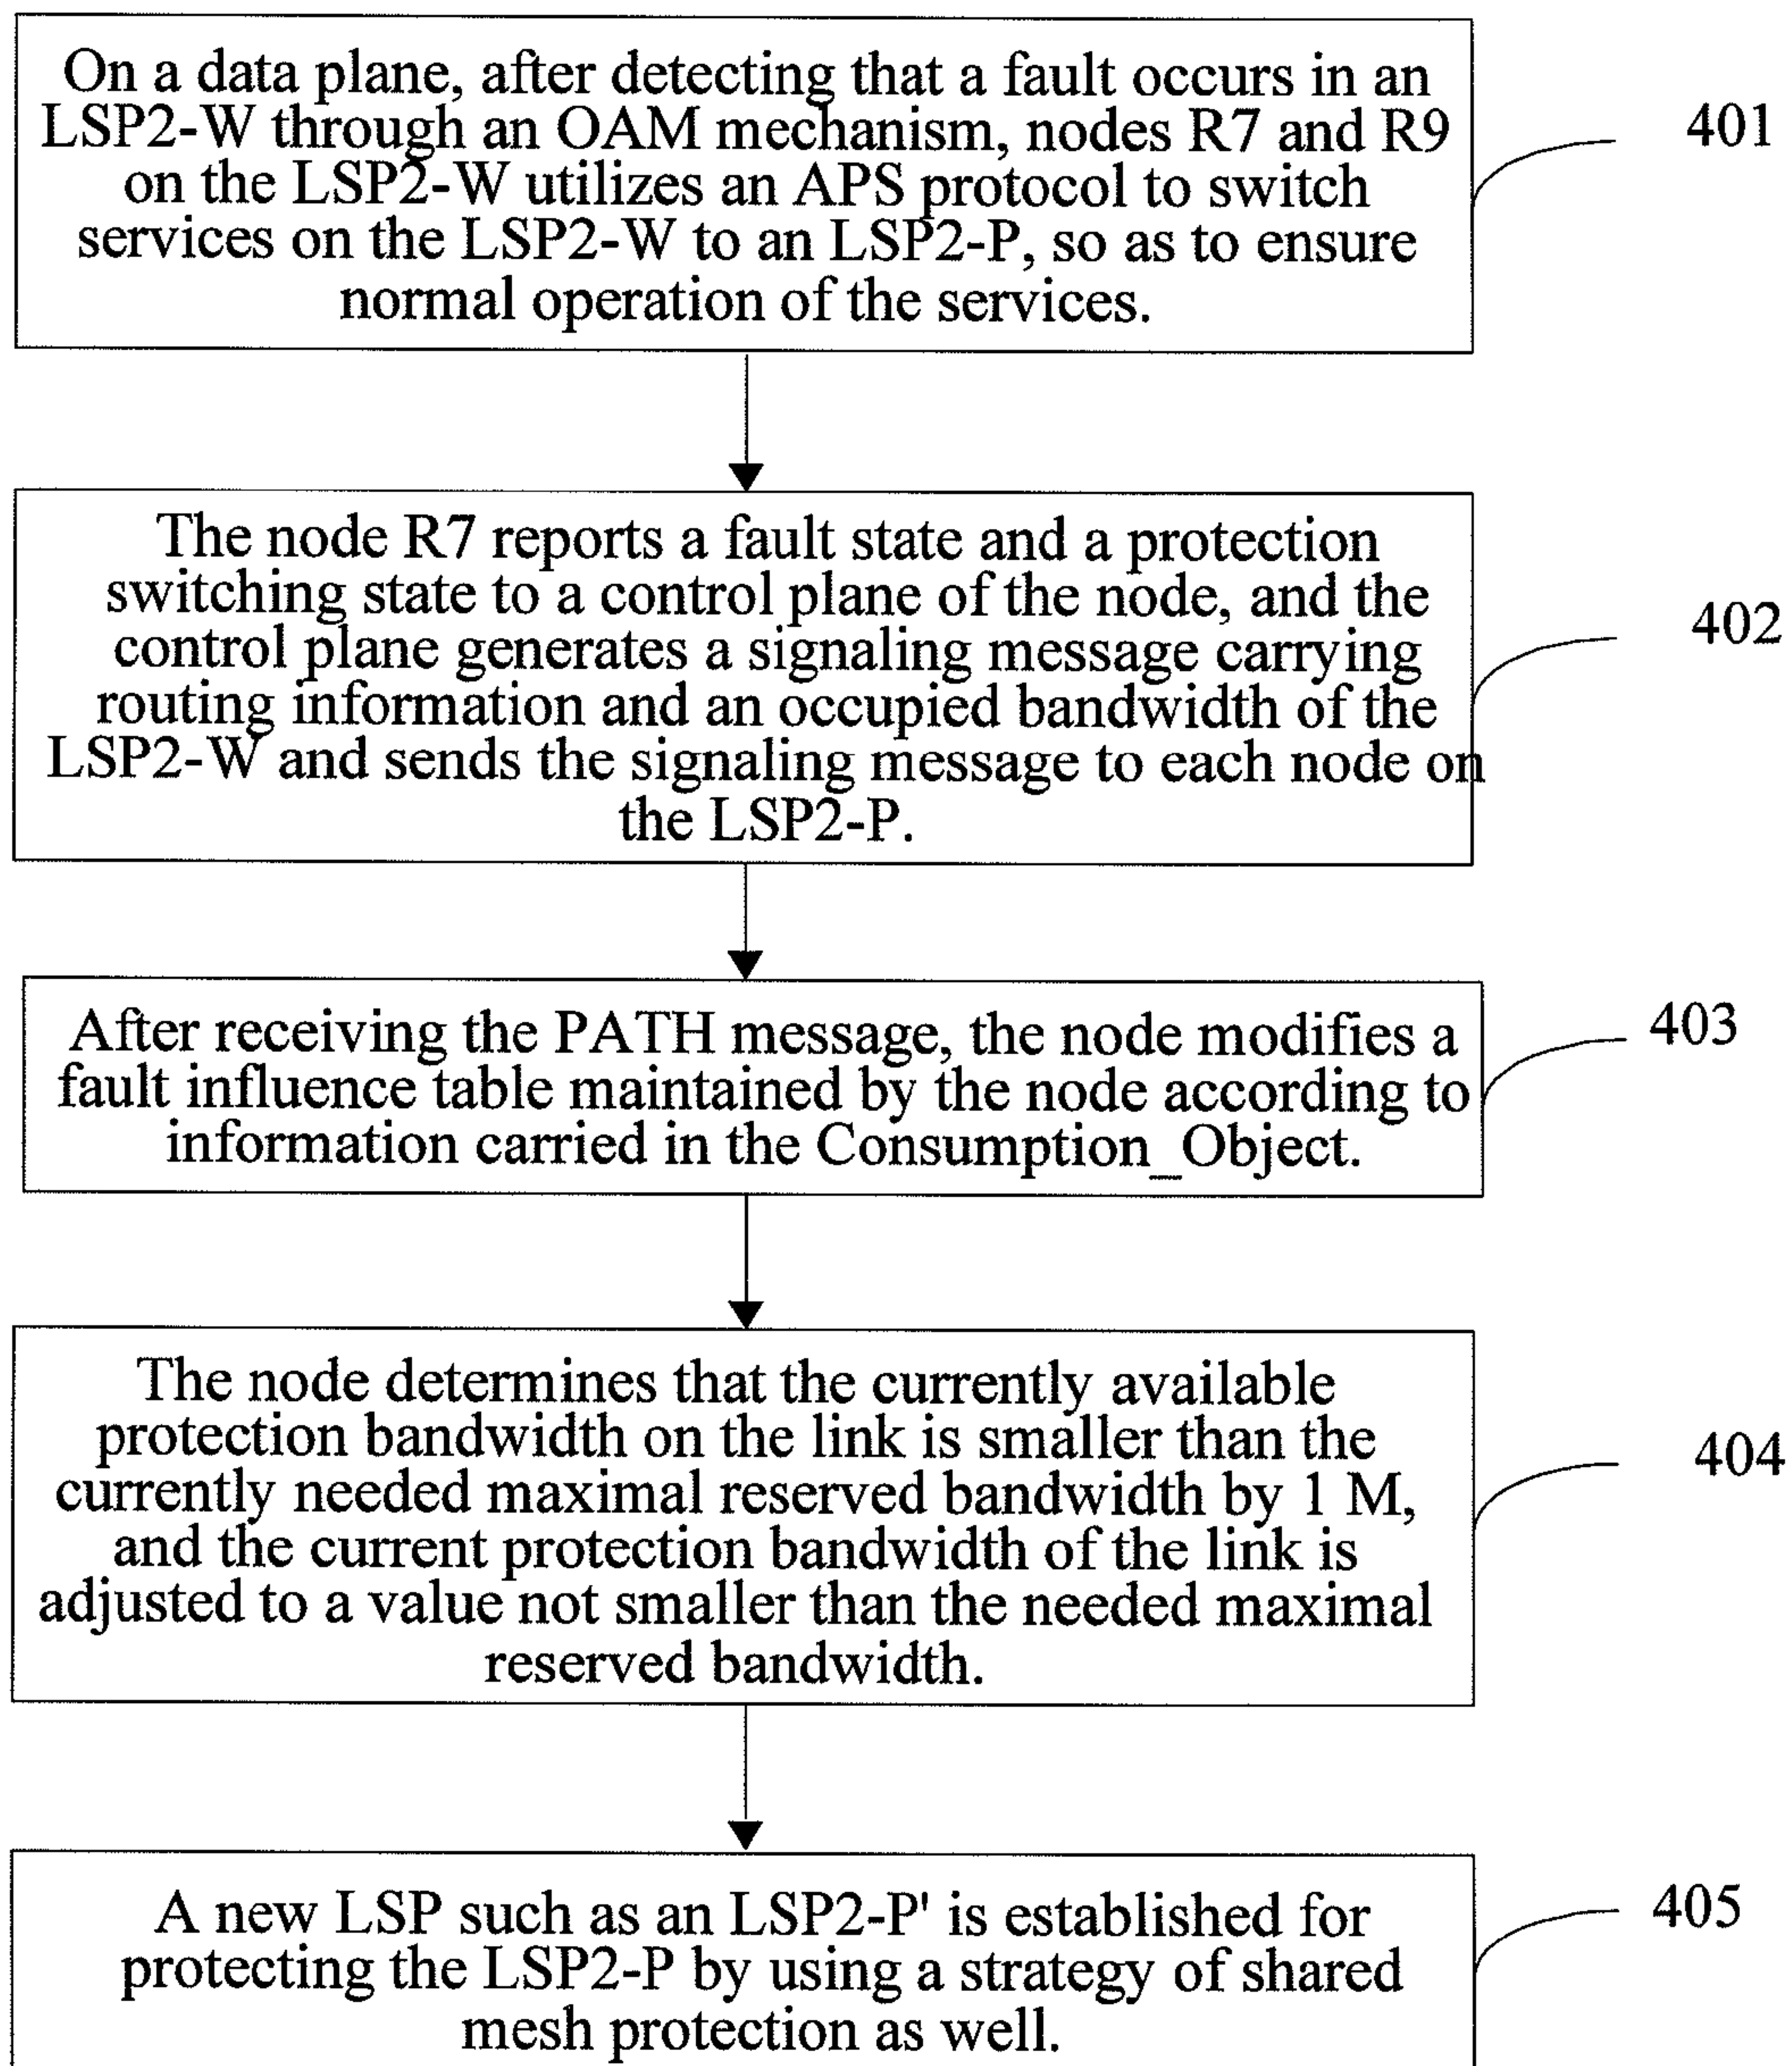 On a data plane, after detecting that a fault occurs in an
LSP2-W through an OAM mechanism, nodes R7 and R9
on the LSP2-W utilizes an APS protocol to switch
services on the LSP2-W to an LSP2-P, so as to ensure
normal operation of the services.
401
The node R7 reports a fault state and a protection
switching state to a control plane of the node, and the
control plane generates a signaling message carrying
routing information and an occupied bandwidth of the
LSP2-W and sends the signaling message to each node on
the LSP2-P.
402
After receiving the PATH message, the node modifies a
fault influence table maintained by the node according to
information carried in the Consumption_Object.
403
The node determines that the currently available
protection bandwidth on the link is smaller than the
currently needed maximal reserved bandwidth by 1 M,
and the current protection bandwidth of the link is
adjusted to a value not smaller than the needed maximal
reserved bandwidth.
404
A new LSP such as an LSP2-P' is established for
protecting the LSP2-P by using a strategy of shared
mesh protection as well.
405